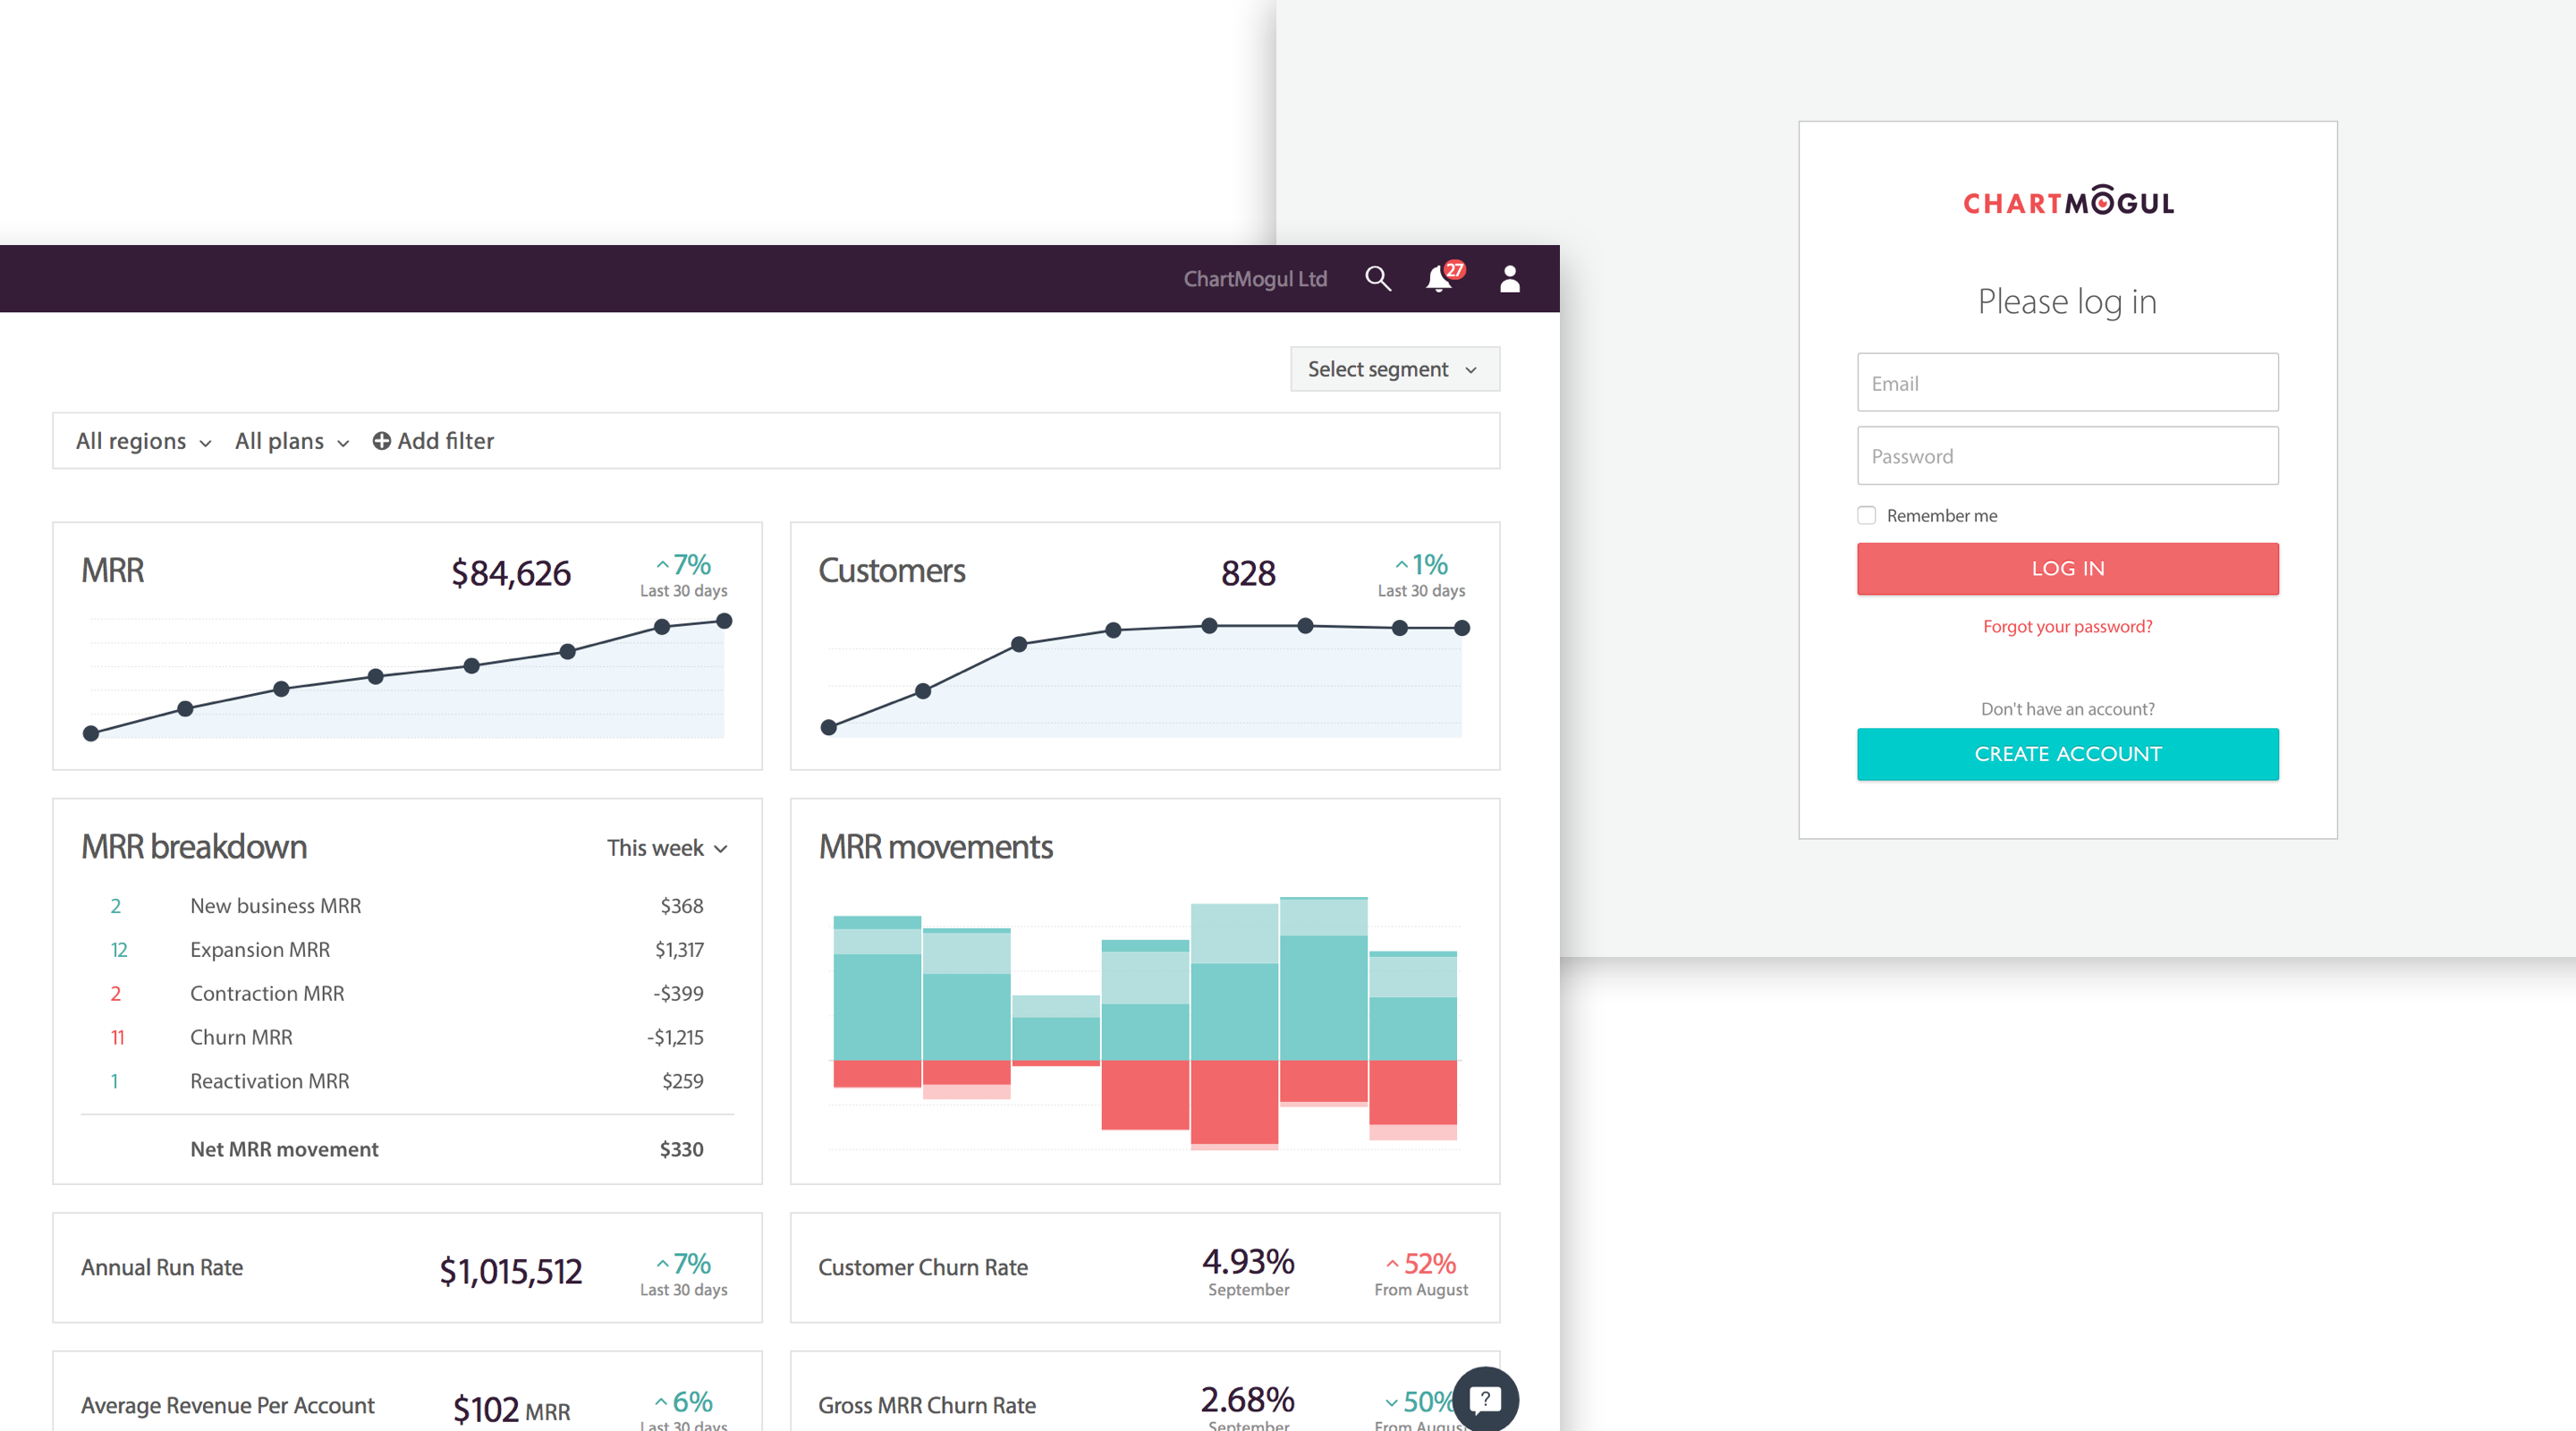 ChartMogul Ltd
27
Select segment
All regions
All plans
Add filter
MRR
$84,626
7%
Last 30 days
Customers
828
1%
Last 30 days
MRR breakdown
This week
2 New business MRR $368
12 Expansion MRR $1,317
2 Contraction MRR -$399
11 Churn MRR -$1,215
1 Reactivation MRR $259
Net MRR movement $330
MRR movements
Annual Run Rate
$1,015,512
7%
Last 30 days
Customer Churn Rate
4.93%
September
52%
From August
Average Revenue Per Account
$102 MRR
6%
Last 30 days
Gross MRR Churn Rate
2.68%
September
50%
From August
?
CHARTMOGUL
Please log in
Email
Password
Remember me
LOG IN
Forgot your password?
Don't have an account?
CREATE ACCOUNT